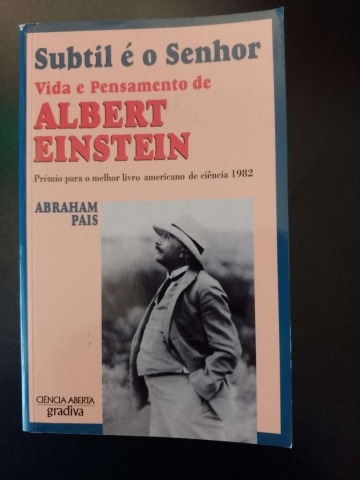 Subtil é o Senhor
Vida e Pensamento de
ALBERT
EINSTEIN
Prémio para o melhor livro americano de ciência 1982
ABRAHAM
PAIS
CIÊNCIA ABERTA
gradiva